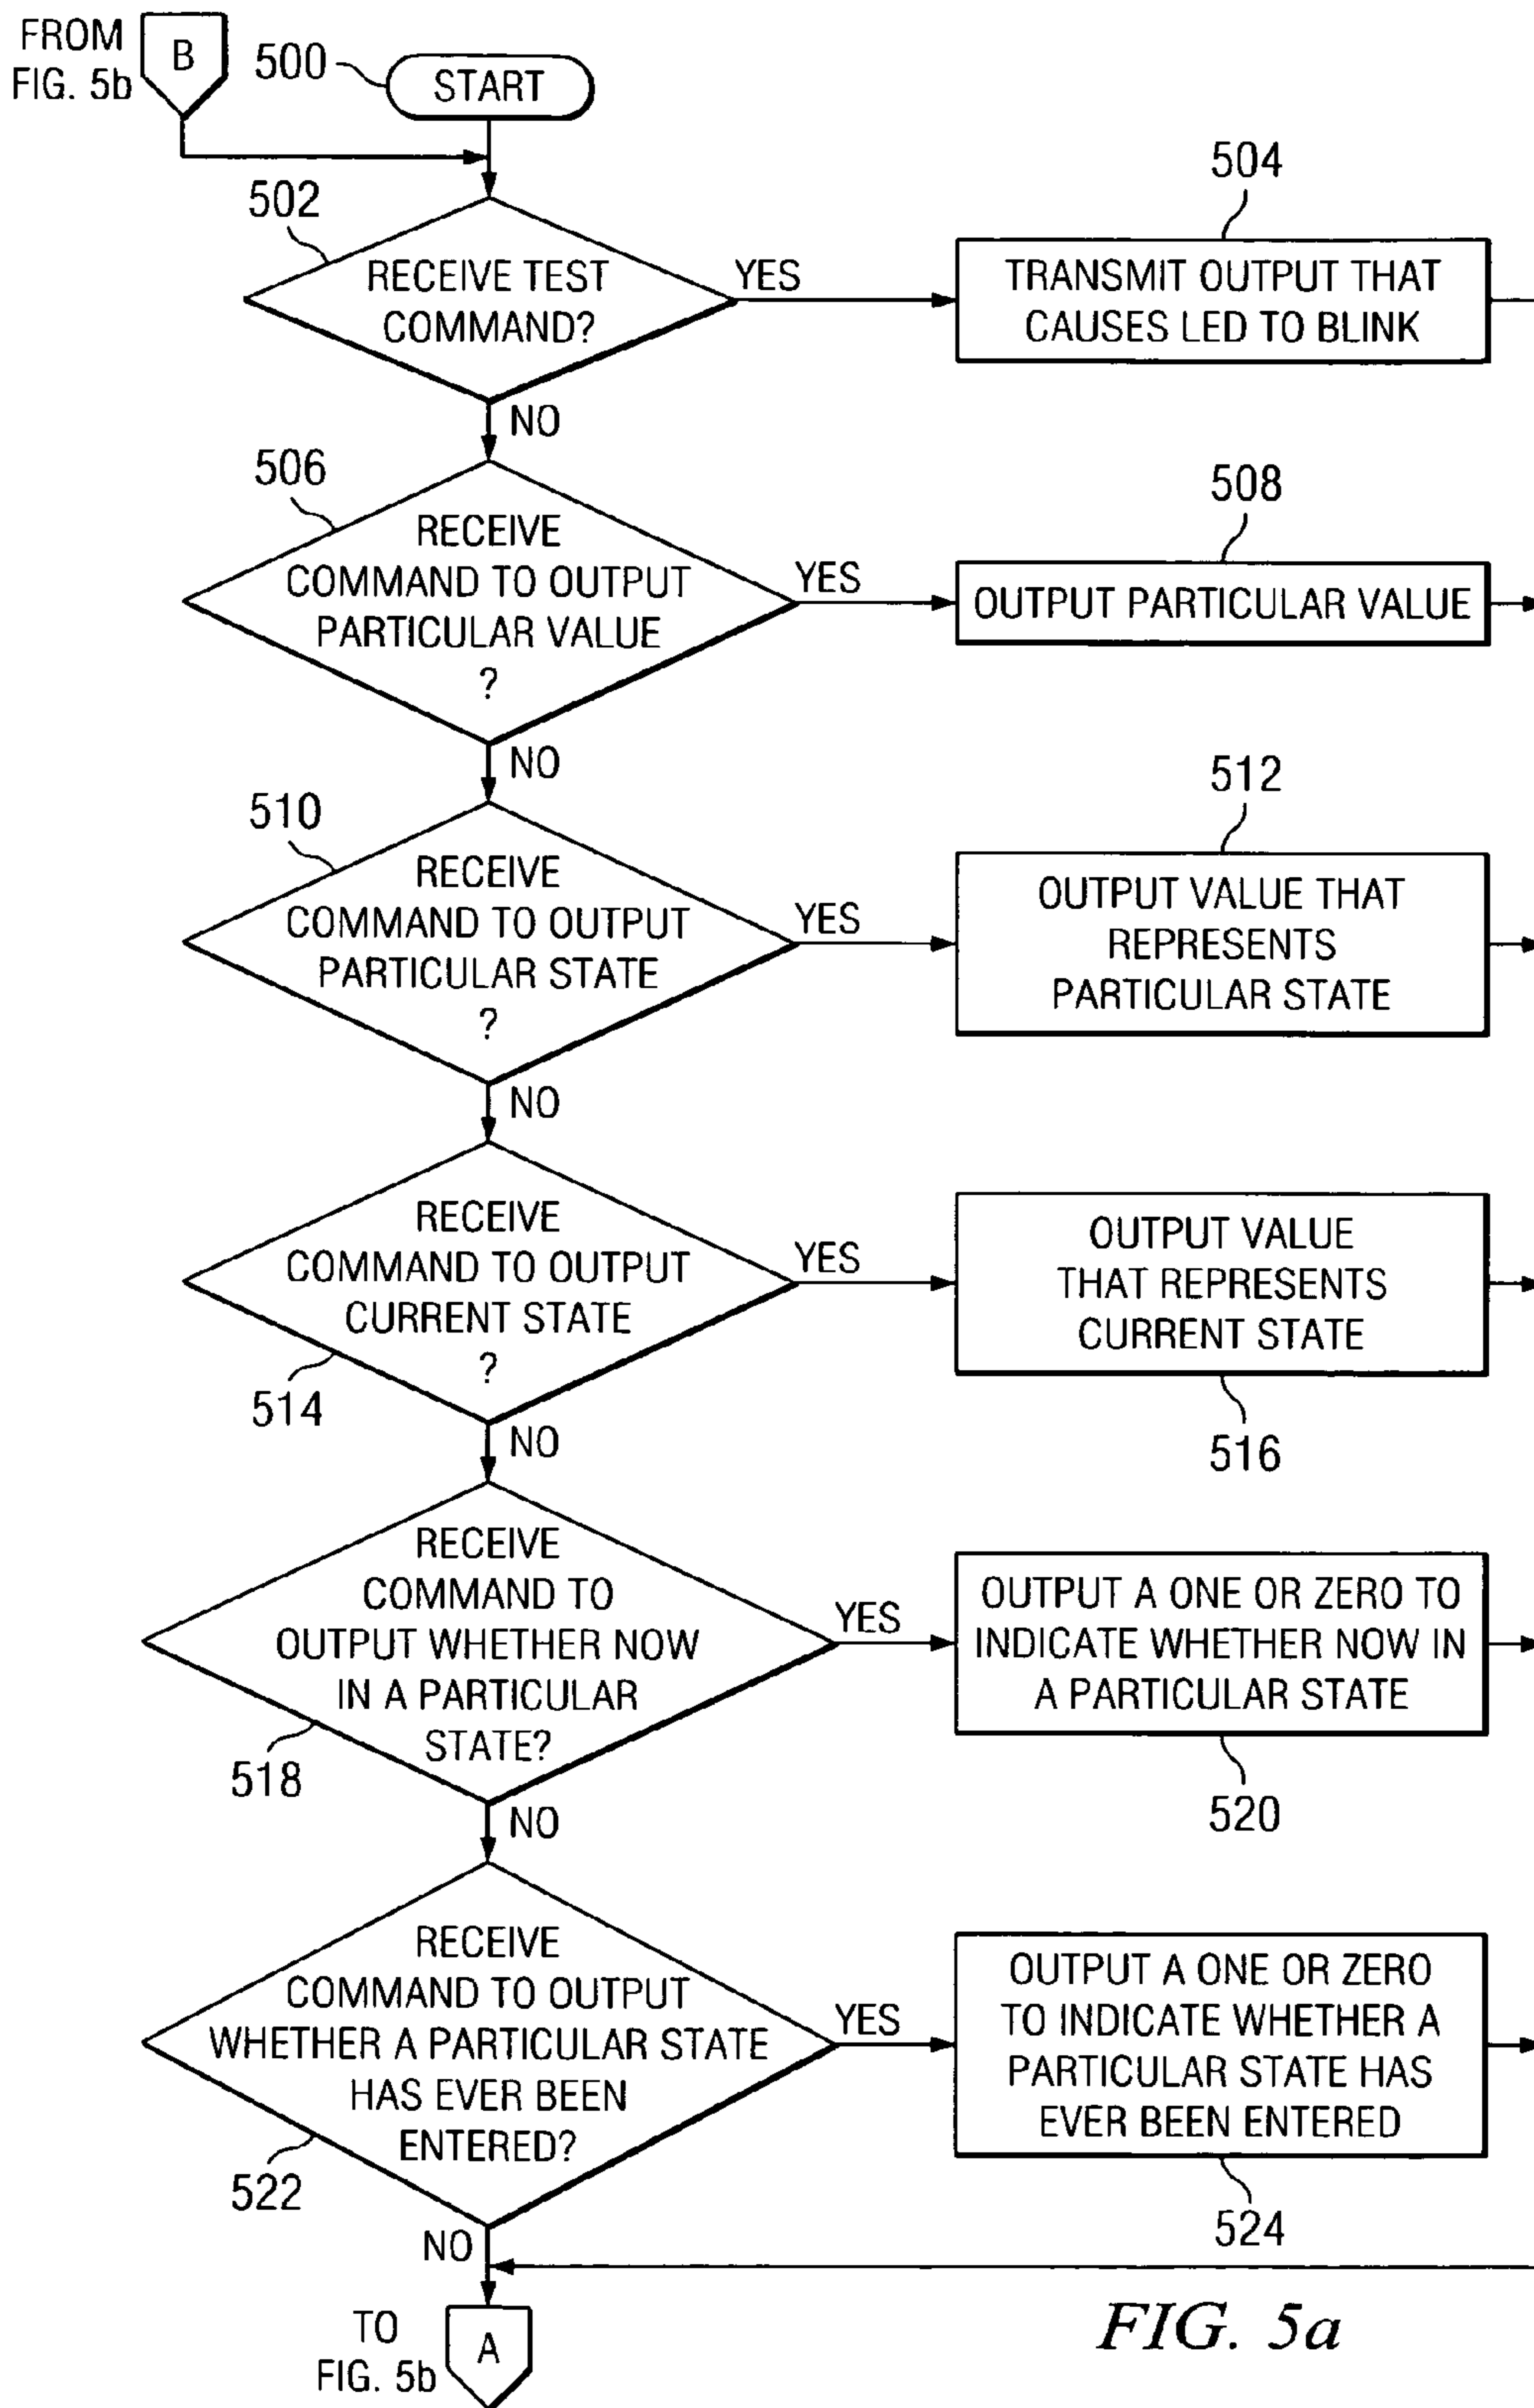 FROM
FIG. 5b
B
500
START
502
RECEIVE TEST
COMMAND?
YES
504
TRANSMIT OUTPUT THAT
CAUSES LED TO BLINK
NO
506
RECEIVE
COMMAND TO OUTPUT
PARTICULAR VALUE
?
YES
508
OUTPUT PARTICULAR VALUE
NO
510
RECEIVE
COMMAND TO OUTPUT
PARTICULAR STATE
?
YES
512
OUTPUT VALUE THAT
REPRESENTS
PARTICULAR STATE
NO
RECEIVE
COMMAND TO OUTPUT
CURRENT STATE
?
514
YES
OUTPUT VALUE
THAT REPRESENTS
CURRENT STATE
516
NO
RECEIVE
COMMAND TO
OUTPUT WHETHER NOW
IN A PARTICULAR
STATE?
518
YES
OUTPUT A ONE OR ZERO TO
INDICATE WHETHER NOW IN
A PARTICULAR STATE
520
NO
RECEIVE
COMMAND TO OUTPUT
WHETHER A PARTICULAR STATE
HAS EVER BEEN
ENTERED?
522
YES
OUTPUT A ONE OR ZERO
TO INDICATE WHETHER A
PARTICULAR STATE HAS
EVER BEEN ENTERED
524
NO
TO
FIG. 5b
A
FIG. 5a